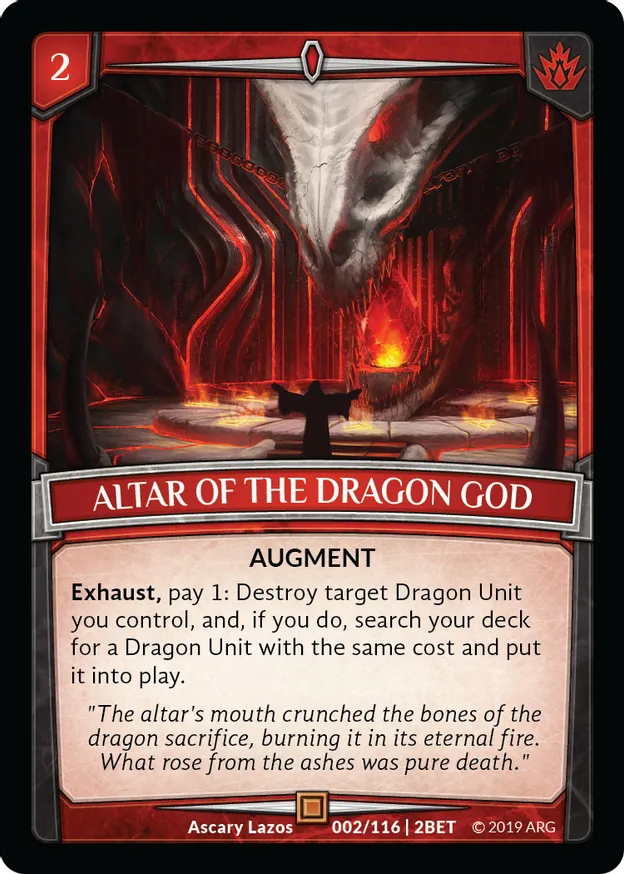 2
ALTAR OF THE DRAGON GOD
AUGMENT
Exhaust, pay 1: Destroy target Dragon Unit
you control, and, if you do, search your deck
for a Dragon Unit with the same cost and put
it into play.
"The altar's mouth crunched the bones of the
dragon sacrifice, burning it in its eternal fire.
What rose from the ashes was pure death."
Ascary Lazos 002/116 | 2BET © 2019 ARG